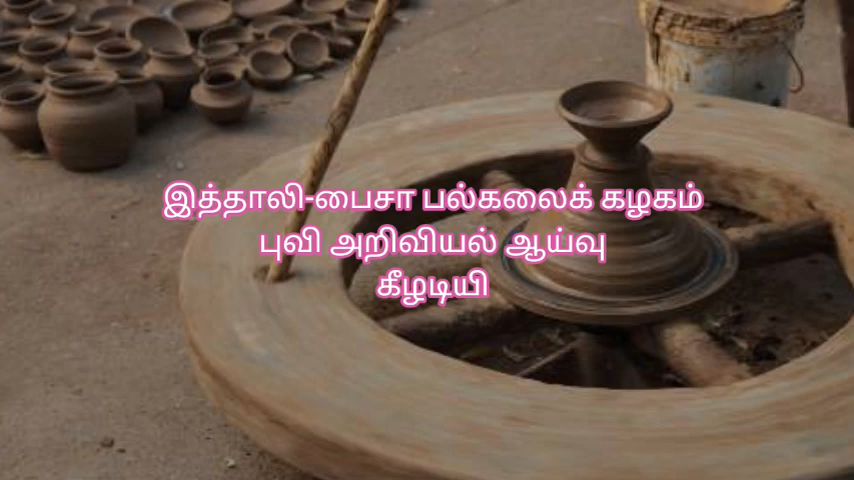 இத்தாலி-பைசா பல்கலைக் கழகம்
புவி அறிவியல் ஆய்வு
கீழடியி